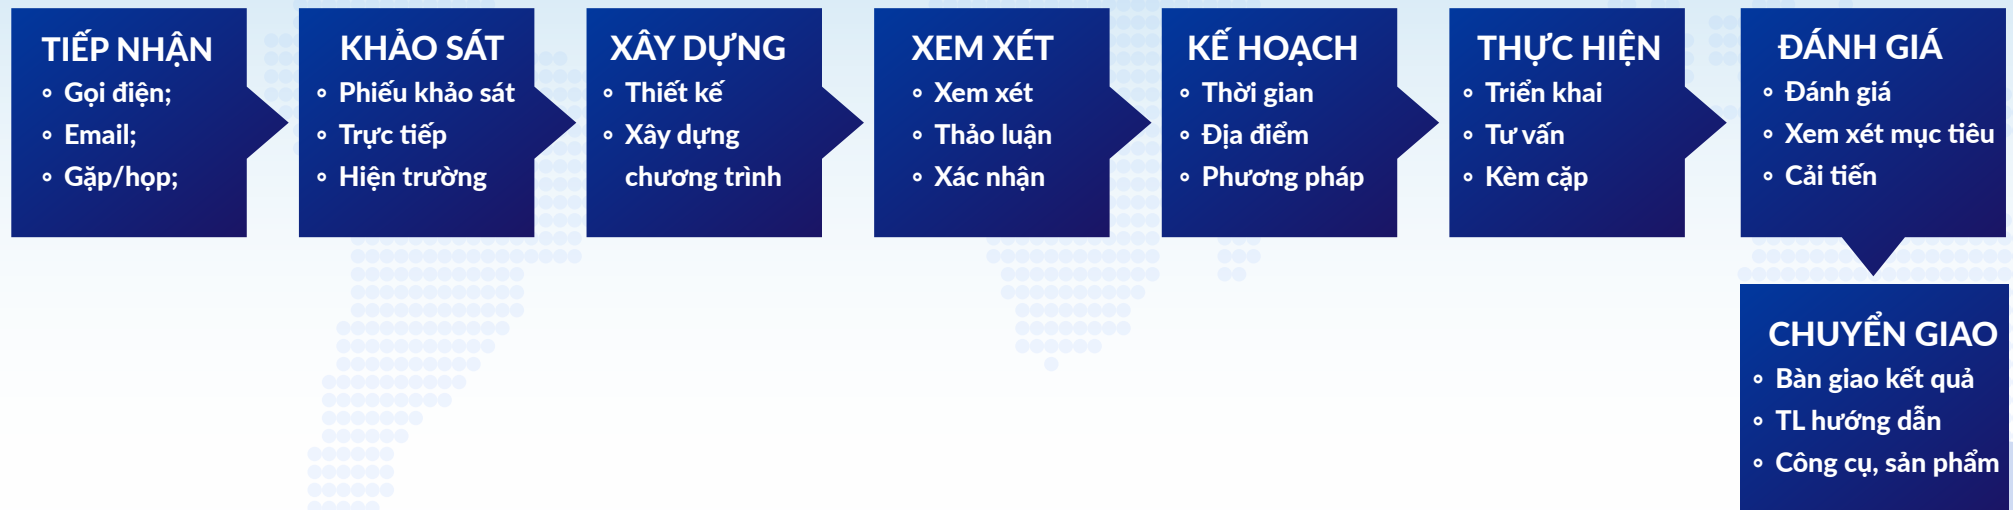 TIẾP NHẬN
Gọi điện;
Email;
Gặp/họp;
KHẢO SÁT
Phiếu khảo sát
Trực tiếp
Hiện trường
XÂY DỰNG
Thiết kế
Xây dựng
chương trình
XEM XÉT
Xem xét
Thảo luận
Xác nhận
KẾ HOẠCH
Thời gian
Địa điểm
Phương pháp
THỰC HIỆN
Triển khai
Tư vấn
Kèm cặp
ĐÁNH GIÁ
Đánh giá
Xem xét mục tiêu
Cải tiến
CHUYỂN GIAO
Bàn giao kết quả
TL hướng dẫn
Công cụ, sản phẩm